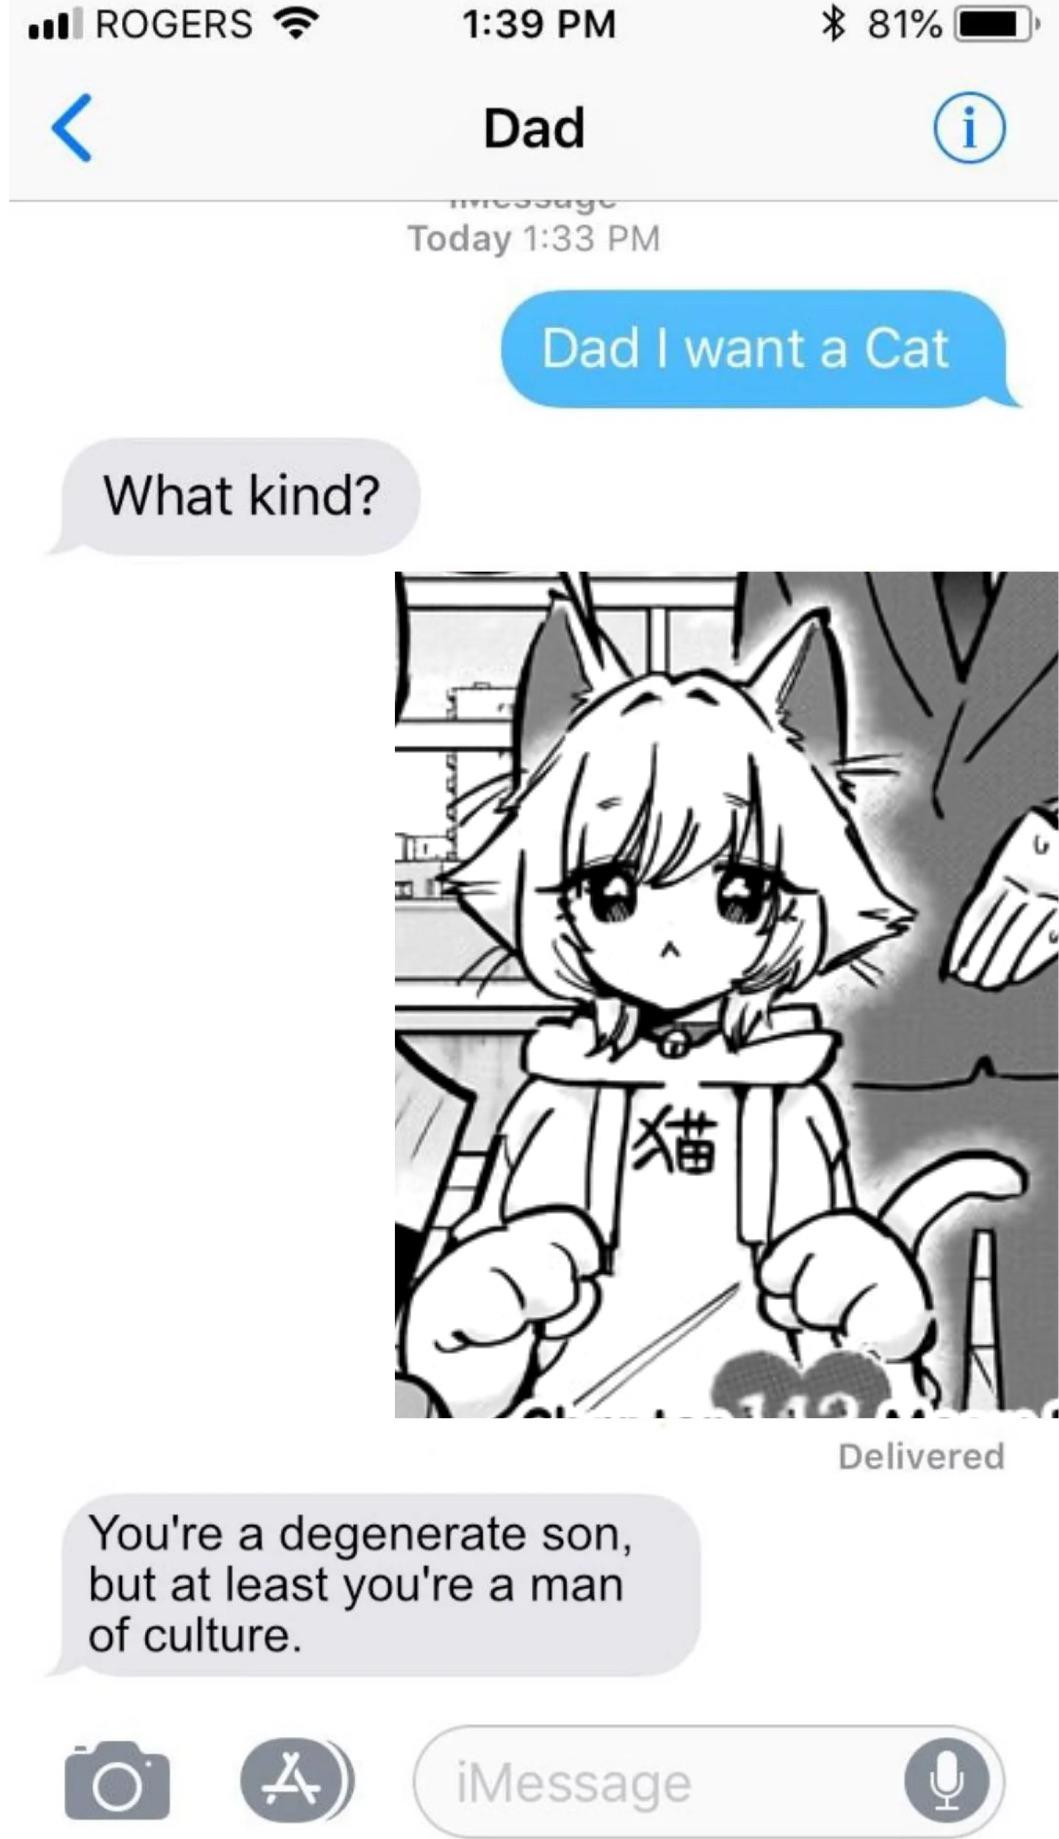 ROGERS 1:39 PM 81%
Dad
iMessage
Today 1:33 PM
Dad I want a Cat
What kind?
猫
Delivered
You're a degenerate son,
but at least you're a man
of culture.
iMessage